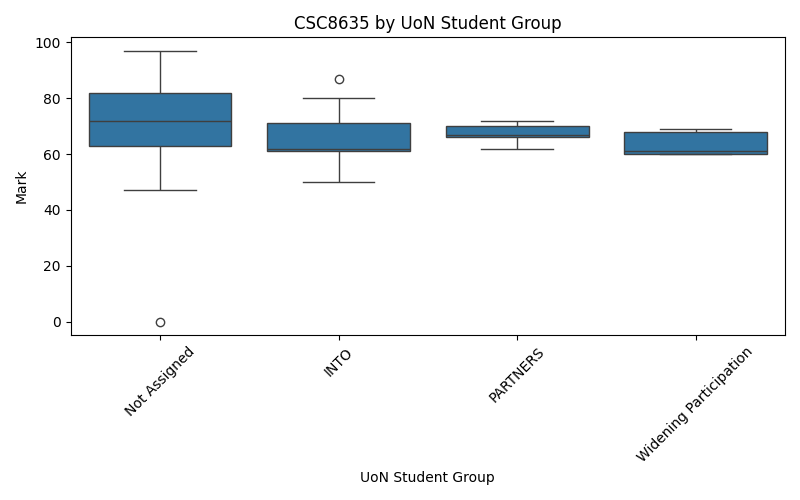 CSC8635 by UoN Student Group
Mark
100
80
60
40
20
0
Not Assigned
INTO
PARTNERS
Widening Participation
UoN Student Group